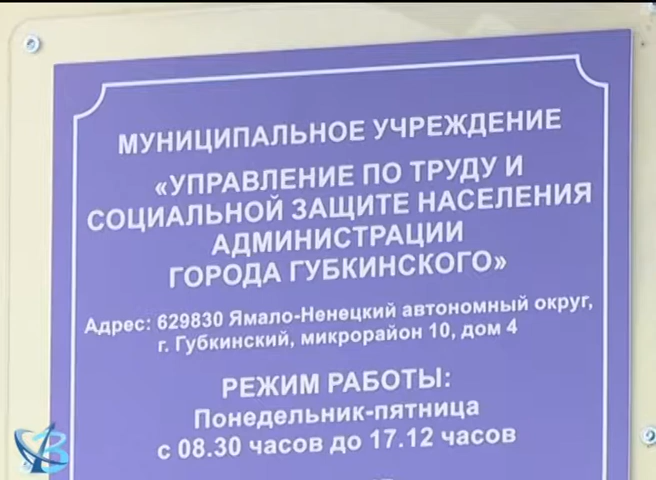 МУНИЦИПАЛЬНОЕ УЧРЕЖДЕНИЕ
«УПРАВЛЕНИЕ ПО ТРУДУ И
СОЦИАЛЬНОЙ ЗАЩИТЕ НАСЕЛЕНИЯ
АДМИНИСТРАЦИИ
ГОРОДА ГУБКИНСКОГО»
Адрес: 629830 Ямало-Ненецкий автономный округ,
г. Губкинский, микрорайон 10, дом 4
РЕЖИМ РАБОТЫ:
Понедельник-пятница
с 08.30 часов до 17.12 часов